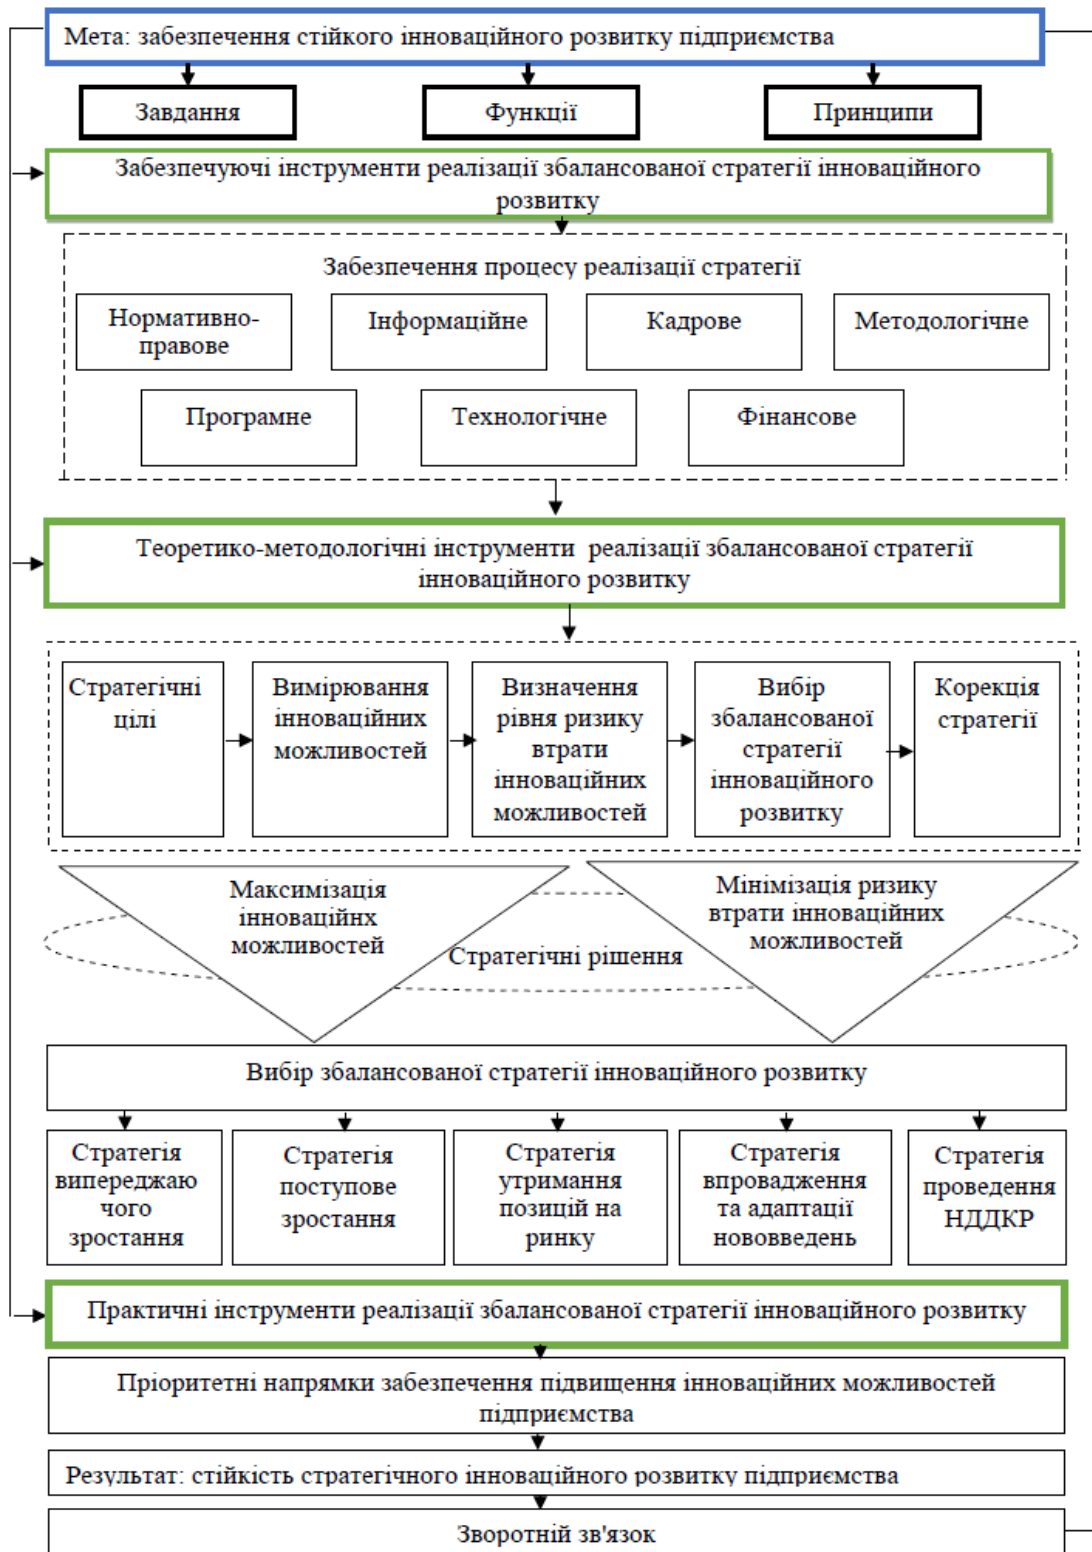 Мета: забезпечення стійкого інноваційного розвитку підприємства
Завдання
Функції
Принципи
Забезпечуючі інструменти реалізації збалансованої стратегії інноваційного
розвитку
Забезпечення процесу реалізації стратегії
Нормативно-
правове
Інформаційне
Кадрове
Методологічне
Програмне
Технологічне
Фінансове
Теоретико-методологічні інструменти реалізації збалансованої стратегії
інноваційного розвитку
Стратегічні
цілі
Вимірювання
інноваційних
можливостей
Визначення
рівня ризику
втрати
інноваційних
можливостей
Вибір
збалансованої
стратегії
інноваційного
розвитку
Корекція
стратегії
Максимізація
інноваційнх
можливостей
Мінімізація ризику
втрати інноваційних
можливостей
Стратегічні рішення
Вибір збалансованої стратегії інноваційного розвитку
Стратегія
випереджаю
чого
зростання
Стратегія
поступове
зростання
Стратегія
утримання
позицій на
ринку
Стратегія
впровадження
та адаптації
нововведень
Стратегія
проведення
НДДКР
Практичні інструменти реалізації збалансованої стратегії інноваційного розвитку
Пріоритетні напрямки забезпечення підвищення інноваційних можливостей
підприємства
Результат: стійкість стратегічного інноваційного розвитку підприємства
Зворотній зв'язок